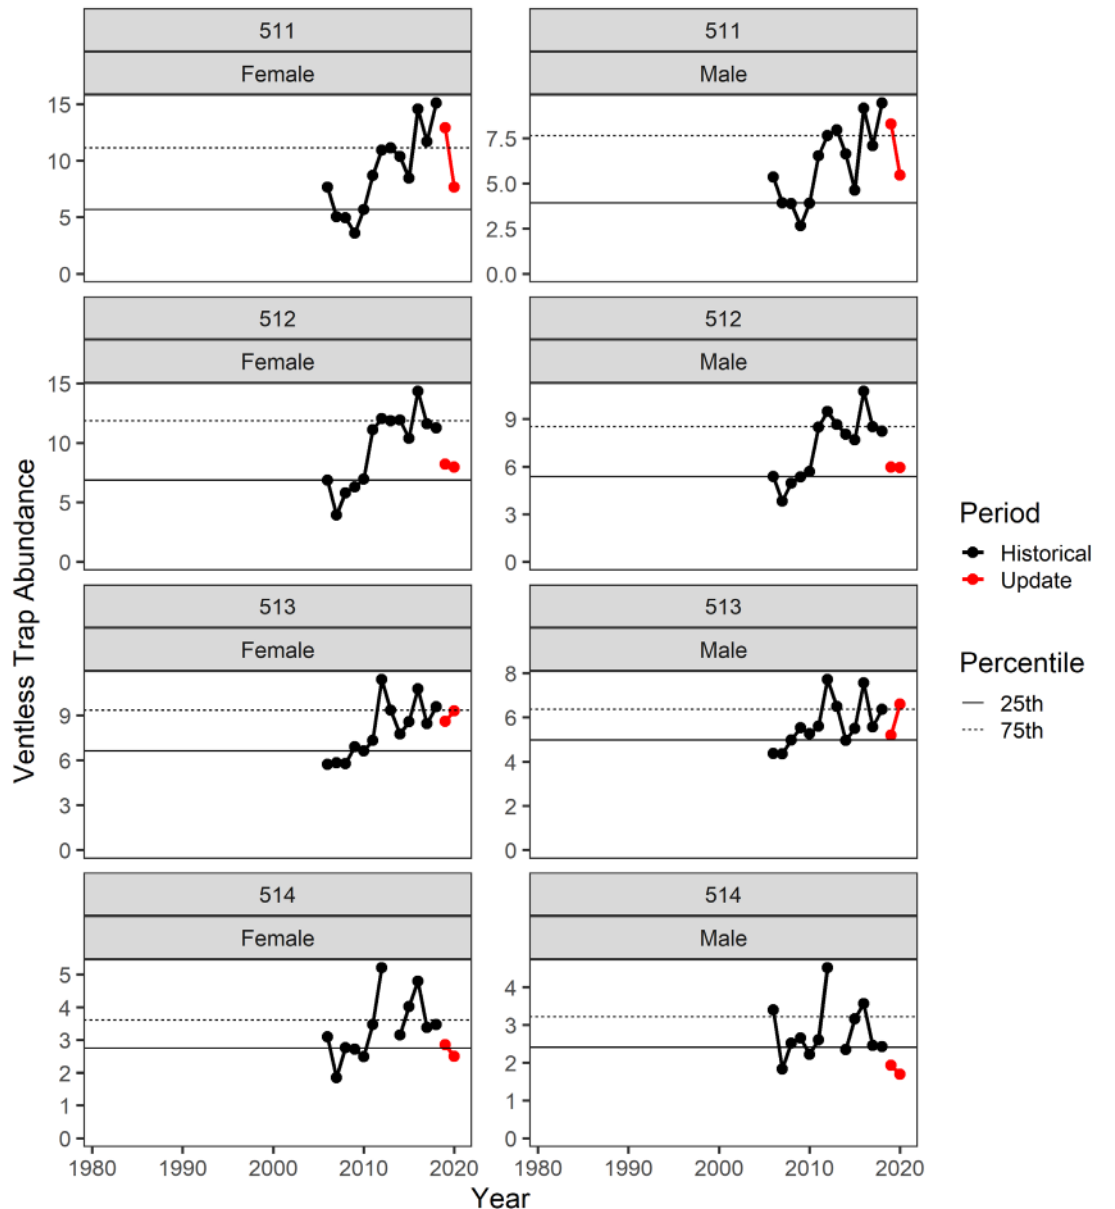 511
511
Female
Male
15
10
5
0
7.5
5.0
2.5
0.0
512
512
Female
Male
15
10
5
0
9
6
3
0
513
513
Female
Male
9
6
3
0
8
6
4
2
0
514
514
Female
Male
5
4
3
2
1
0
4
3
2
1
0
1980 1990 2000 2010 2020
1980 1990 2000 2010 2020
Year
Ventless Trap Abundance
Period
Historical
Update
Percentile
25th
75th